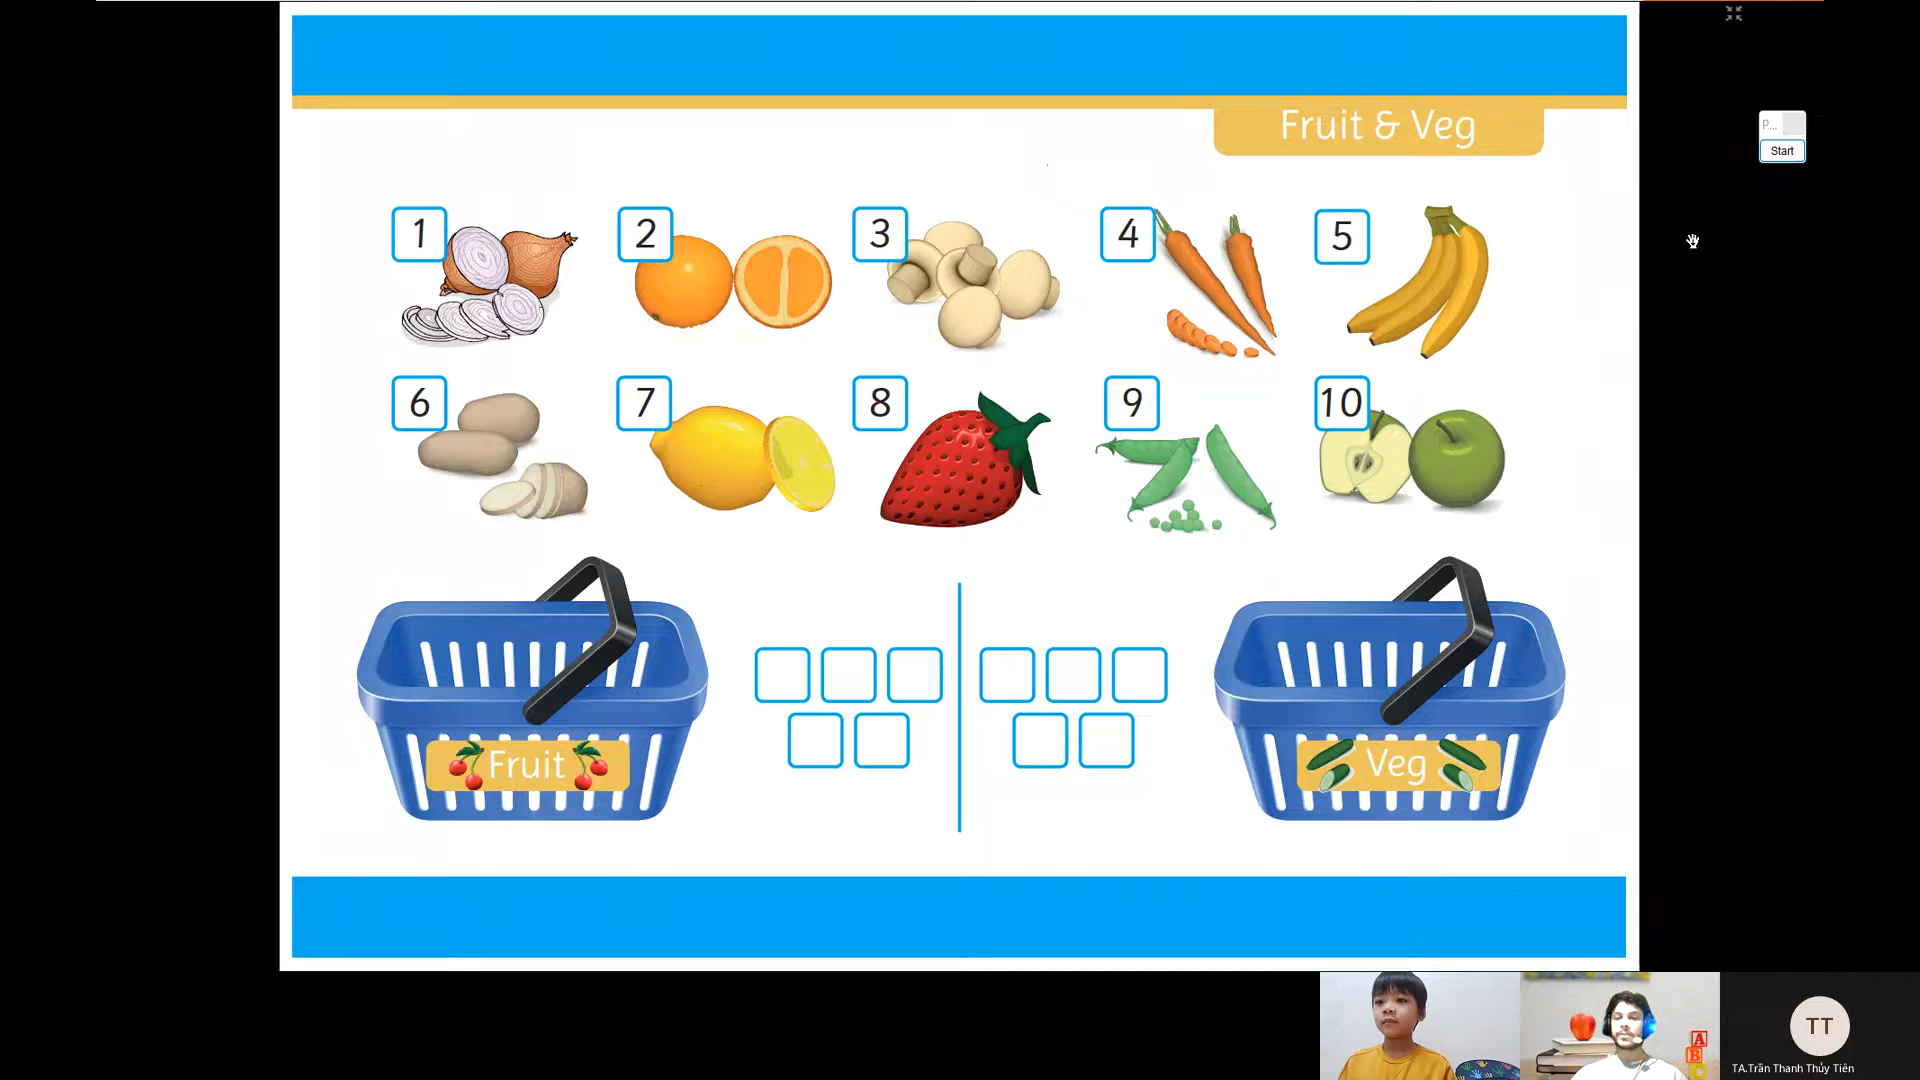 Fruit & Veg
P...
Start
1
2
3
4
5
6
7
8
9
10
Fruit
Veg
A
B
TT
TA.Trần Thanh Thủy Tiên